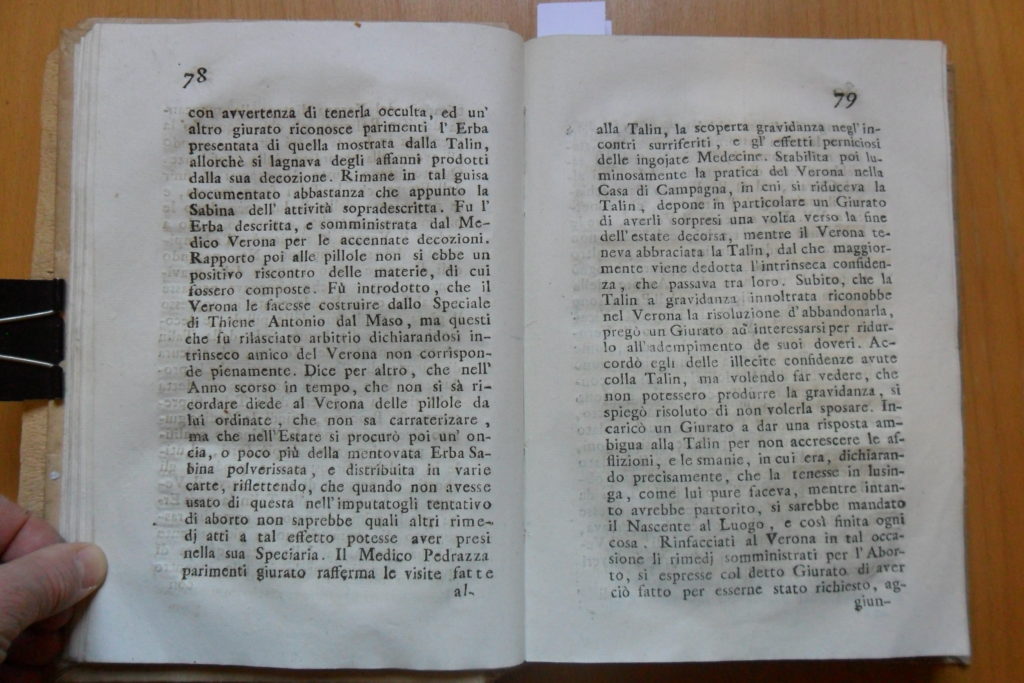 78
con avvertenza di tenerla occulta, ed un'
altro giurato riconosce parimenti l' Erba
presentata di quella mostrata dalla Talin,
allorchè si lagnava degli affanni prodotti
dalla sua decozione. Rimane in tal guisa
documentato abbastanza che appunto la
Sabina dell' attività sopradescritta. Fu l'
Erba descritta, e somministrata dal Me-
dico Verona per le accennate decozioni.
Rapporto poi alle pillole non si ebbe un
positivo riscontro delle materie, di cui
fossero composte. Fù introdotto, che il
Verona le facesse costruire dallo Speciale
di Thiene Antonio dal Maso, ma questi
che fu rilasciato arbitrio dichiarandosi in-
trinseco amico del Verona non corrispon-
de pienamente. Dice per altro, che nell'
Anno scorso in tempo, che non si sà ri-
cordare diede al Verona delle pillole da
lui ordinate, che non sa carraterizare,
ma che nell'Estate si procurò poi un' on-
cia, o poco più della mentovata Erba Sa-
bina polverissata, e distribuita in varie
carte, riflettendo, che quando non avesse
usato di questa nell'imputatogli tentativo
di aborto non saprebbe quali altri rime-
dj atti a tal effetto potesse aver presi
nella sua Speciaria. Il Medico Pedrazza
parimenti giurato rafferma le visite fatte
al-
79
alla Talin, la scoperta gravidanza negl'in-
contri surriferiti, e gl' effetti perniciosi
delle ingojate Medecine. Stabilita poi lu-
minosamente la pratica del Verona nella
Casa di Campagna, in cni si riduceva la
Talin, depone in particolare un Giurato
di averli sorpresi una volta verso la fine
dell'estate decorsa, mentre il Verona te-
neva abbracciata la Talin, dal che maggior-
mente viene dedotta l'intrinseca confiden-
za, che passava tra loro. Subito, che la
Talin a gravidanza innoltrata riconobbe
nel Verona la risoluzione d'abbandonarla,
pregò un Giurato ad interessarsi per ridur-
lo all'adempimento de suoi doveri. Ac-
cordò egli delle illecite confidenze avute
colla Talin, ma volendo far vedere, che
non potessero produrre la gravidanza, si
spiegò risoluto di non volerla sposare. In-
caricò un Giurato a dar una risposta am-
bigua alla Talin per non accrescere le af-
flizioni, e le smanie, in cui era, dichiaran-
do precisamente, che la tenesse in lusin-
ga, come lui pure faceva, mentre intan-
to avrebbe partorito, si sarebbe mandato
il Nascente al Luogo, e così finita ogni
cosa. Rinfacciati al Verona in tal occa-
sione li rimedj somministrati per l'Abor-
to, si espresse col detto Giurato di aver
ciò fatto per esserne stato richiesto, ag-
giun-